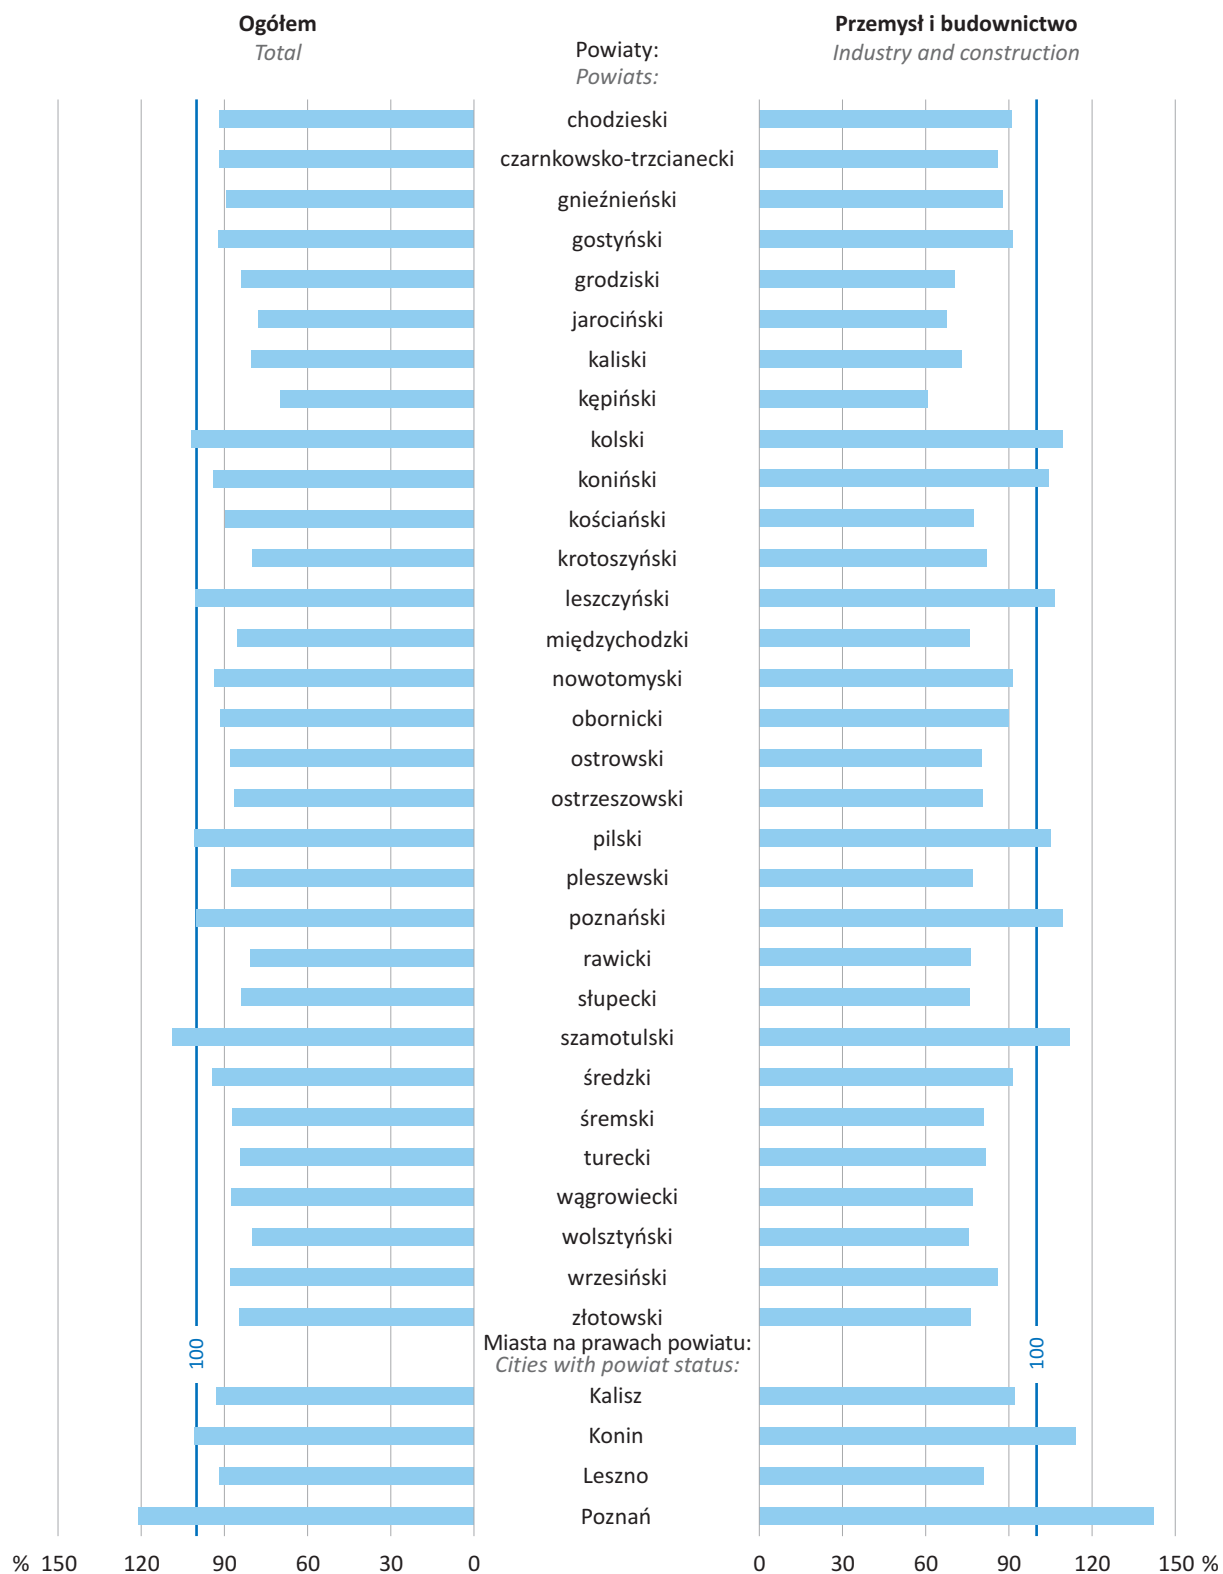 Ogółem
Total
Powiaty:
Powiats:
Przemysł i budownictwo
Industry and construction
chodzieski
czarnkowsko-trzcianecki
gnieźnieński
gostyński
grodziski
jarociński
kaliski
kępiński
kolski
koniński
kościański
krotoszyński
leszczyński
międzychodzki
nowotomyski
obornicki
ostrowski
ostrzeszowski
pilski
pleszewski
poznański
rawicki
słupecki
szamotulski
średzki
śremski
turecki
wągrowiecki
wolsztyński
wrzesiński
złotowski
100
Miasta na prawach powiatu:
Cities with powiat status:
100
Kalisz
Konin
Leszno
Poznań
% 150 120 90 60 30 0
0 30 60 90 120 150 %